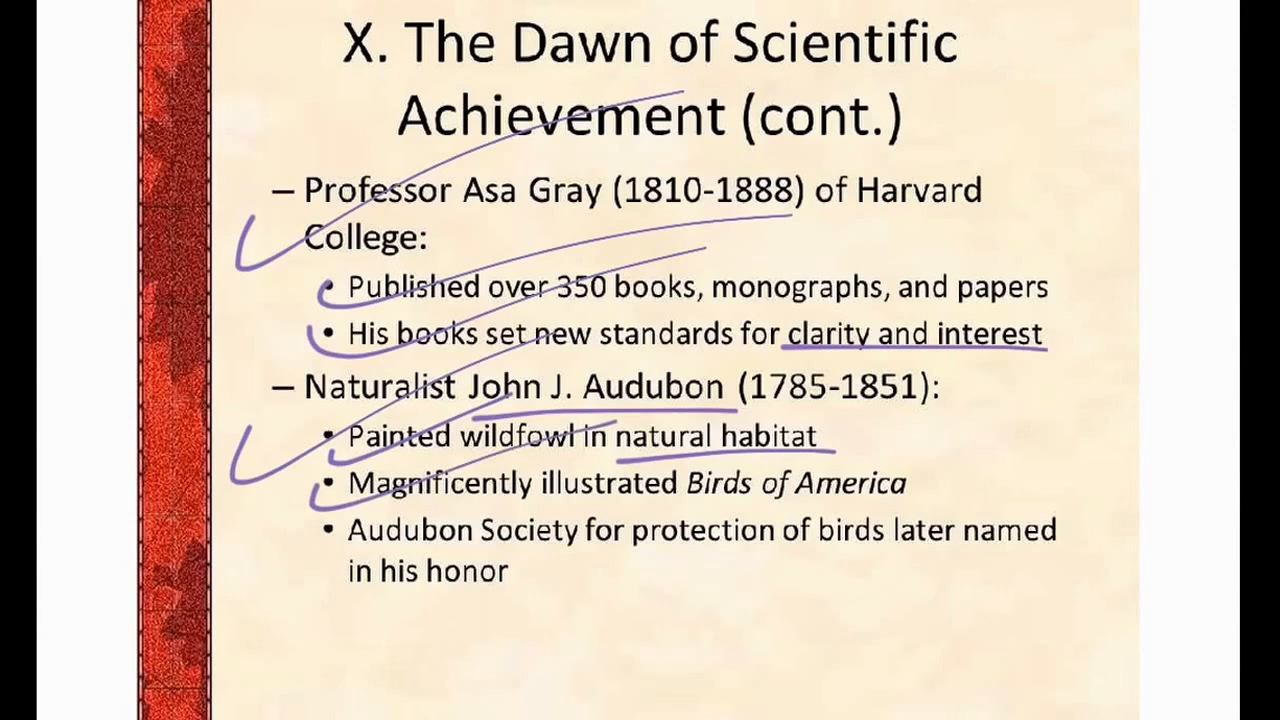 X. The Dawn of Scientific
Achievement (cont.)
– Professor Asa Gray (1810-1888) of Harvard
College:
• Published over 350 books, monographs, and papers
• His books set new standards for clarity and interest
– Naturalist John J. Audubon (1785-1851):
• Painted wildfowl in natural habitat
• Magnificently illustrated Birds of America
• Audubon Society for protection of birds later named
in his honor